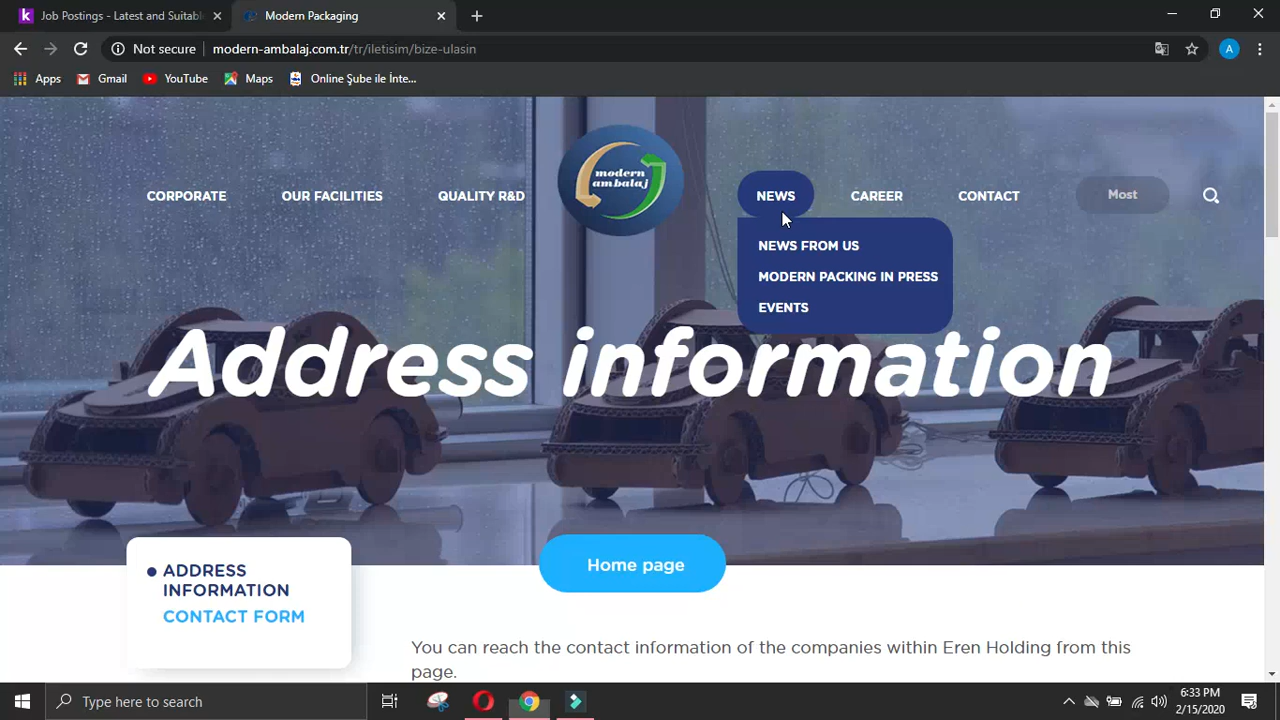 Job Postings - Latest and Suitabl
Modern Packaging
Not secure
modern-ambalaj.com.tr/tr/iletisim/bize-ulasin
A
Apps
Gmail
YouTube
Maps
Online Şube ile İnte...
CORPORATE
OUR FACILITIES
QUALITY R&D
modern
ambalaj
NEWS
CAREER
CONTACT
Most
NEWS FROM US
MODERN PACKING IN PRESS
EVENTS
Address information
Home page
ADDRESS
INFORMATION
CONTACT FORM
You can reach the contact information of the companies within Eren Holding from this
page.
Type here to search
6:33 PM
2/15/2020